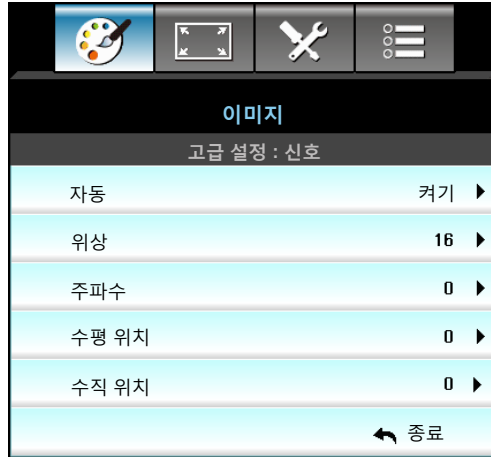 이미지
고급 설정 : 신호
자동 켜기
위상 16
주파수 0
수평 위치 0
수직 위치 0
종료